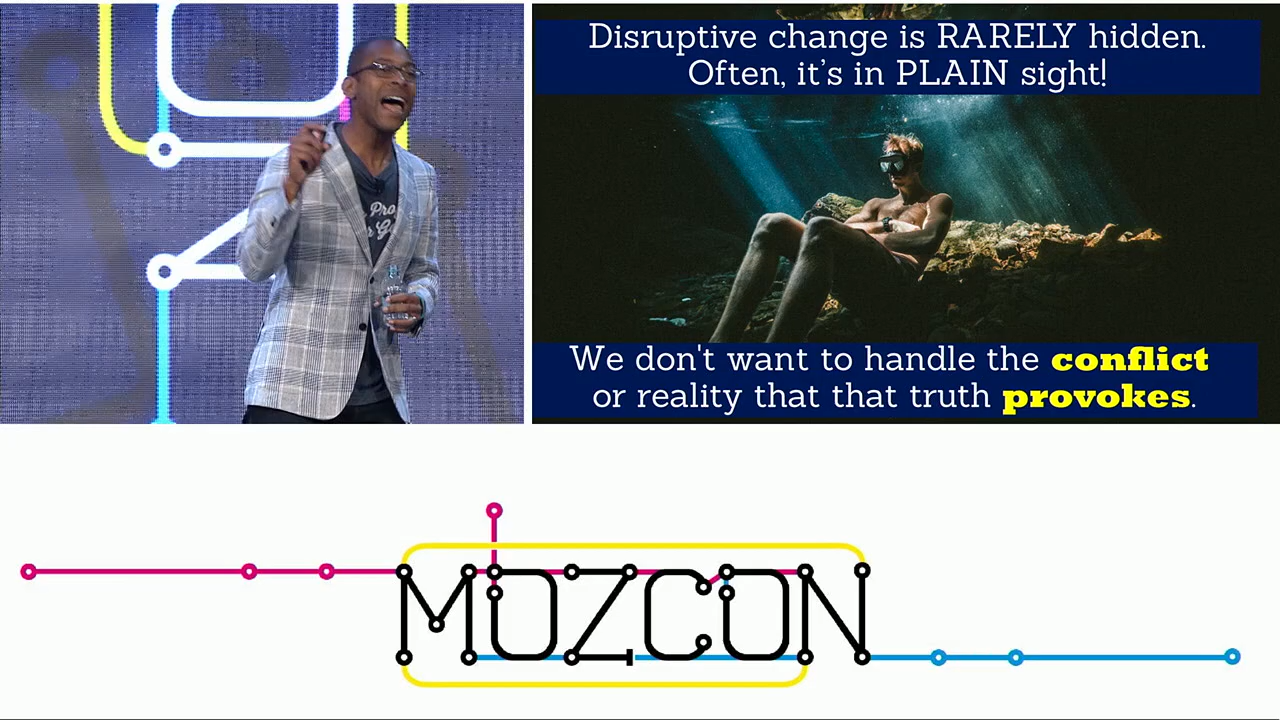 Disruptive change is RARELY hidden.
Often, it's in PLAIN sight!
Pro
r G
We don't want to handle the conflict
or reality that that truth provokes.
MOZCON